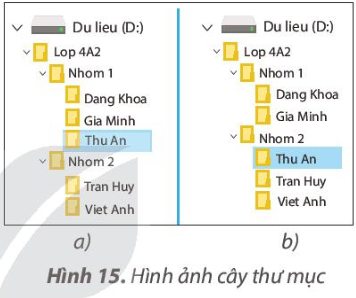 Du lieu (D:)
Lop 4A2
Nhom 1
Dang Khoa
Gia Minh
Thu An
Nhom 2
Tran Huy
Viet Anh
a)
Du lieu (D:)
Lop 4A2
Nhom 1
Dang Khoa
Gia Minh
Nhom 2
Thu An
Tran Huy
Viet Anh
b)
Hình 15. Hình ảnh cây thư mục